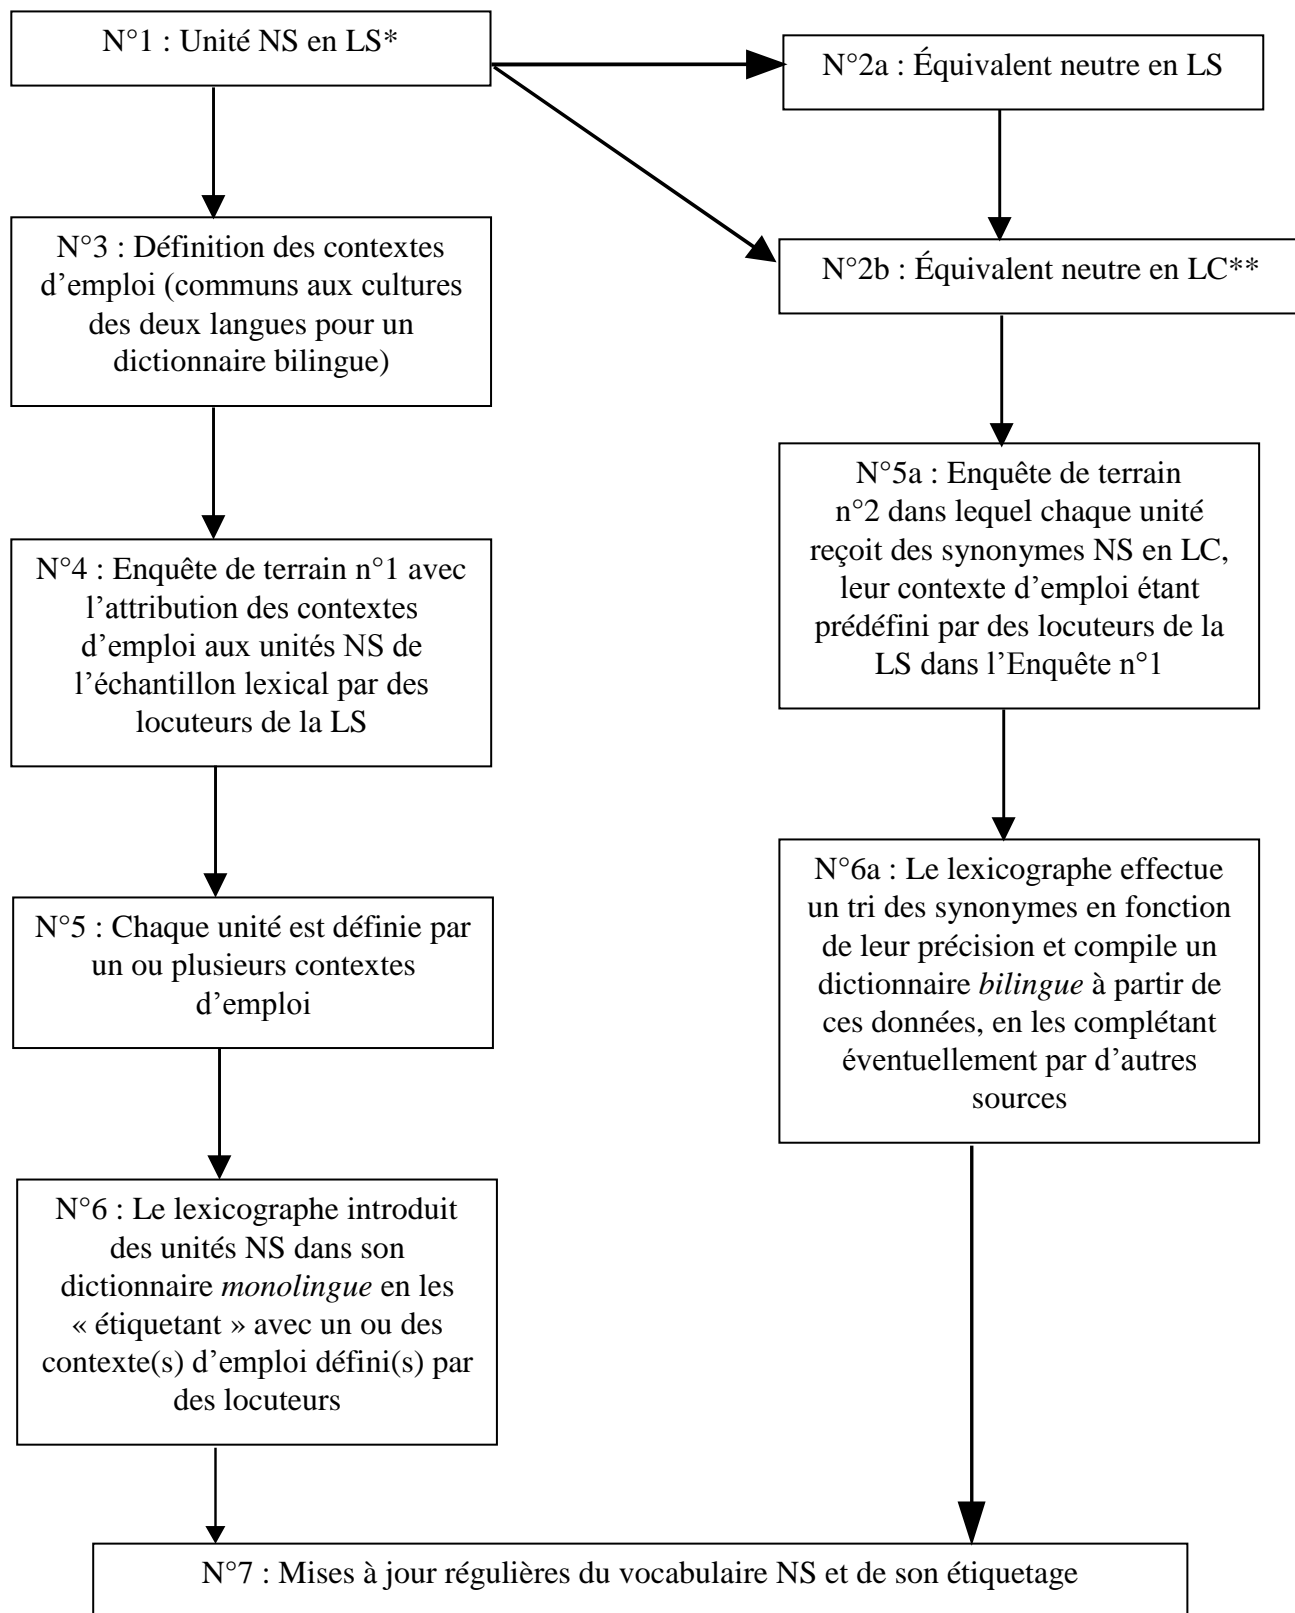 N°1 : Unité NS en LS*
N°2a : Équivalent neutre en LS
N°2b : Équivalent neutre en LC**
N°3 : Définition des contextes
d’emploi (communs aux cultures
des deux langues pour un
dictionnaire bilingue)
N°4 : Enquête de terrain n°1 avec
l’attribution des contextes
d’emploi aux unités NS de
l’échantillon lexical par des
locuteurs de la LS
N°5a : Enquête de terrain
n°2 dans lequel chaque unité
reçoit des synonymes NS en LC,
leur contexte d’emploi étant
prédéfini par des locuteurs de la
LS dans l’Enquête n°1
N°5 : Chaque unité est définie par
un ou plusieurs contextes
d’emploi
N°6a : Le lexicographe effectue
un tri des synonymes en fonction
de leur précision et compile un
dictionnaire bilingue à partir de
ces données, en les complétant
éventuellement par d’autres
sources
N°6 : Le lexicographe introduit
des unités NS dans son
dictionnaire monolingue en les
« étiquetant » avec un ou des
contexte(s) d’emploi défini(s) par
des locuteurs
N°7 : Mises à jour régulières du vocabulaire NS et de son étiquetage